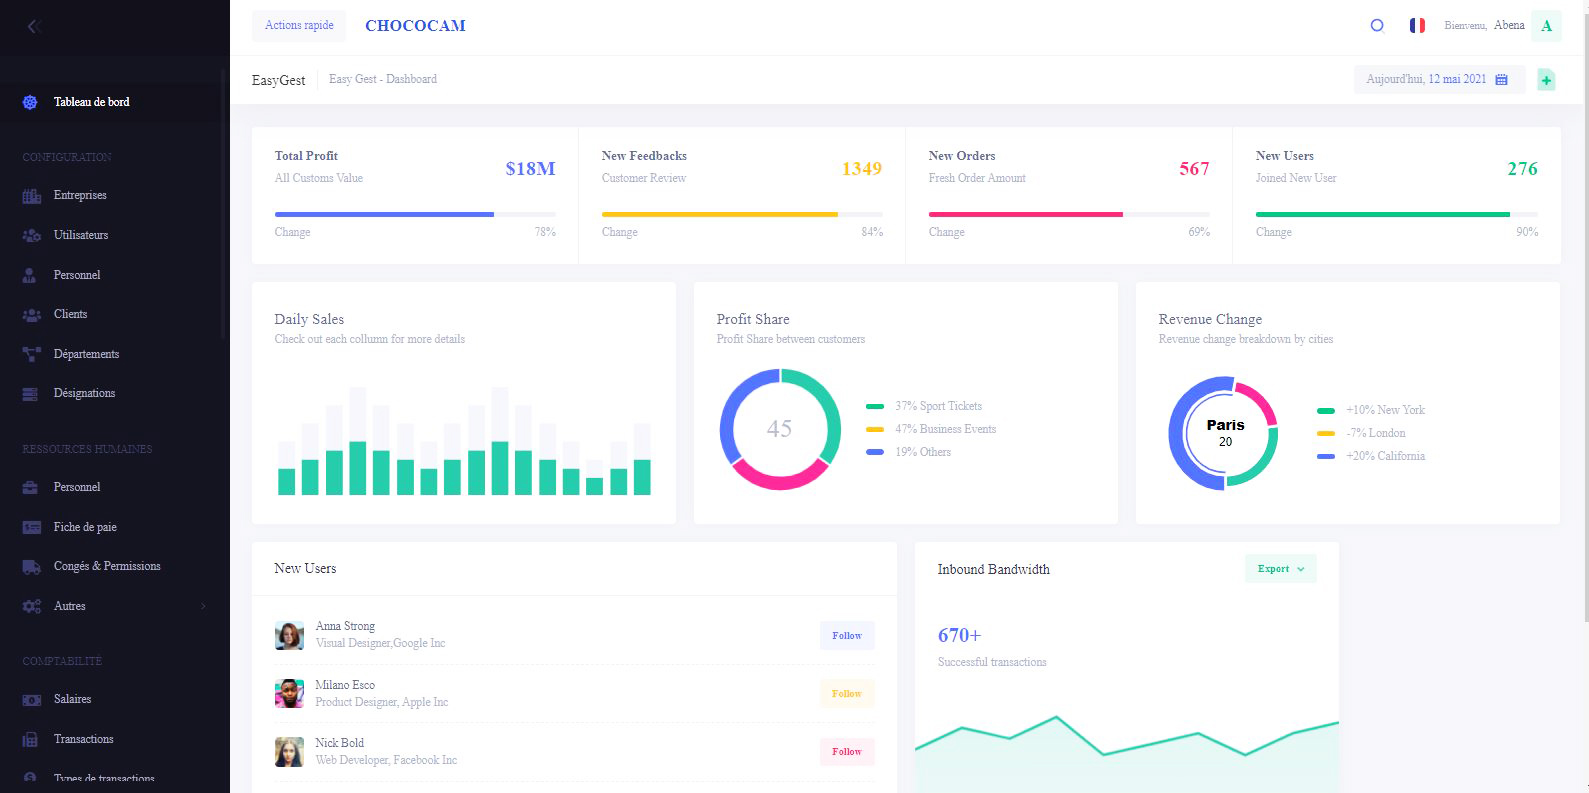 Actions rapide
CHOCOCAM
Bienvenu, Abena
A
EasyGest
Easy Gest - Dashboard
Aujourd'hui, 12 mai 2021
Tableau de bord
CONFIGURATION
Entreprises
Utilisateurs
Personnel
Clients
Départements
Désignations
RESSOURCES HUMAINES
Personnel
Fiche de paie
Congés & Permissions
Autres
COMPTABILITÉ
Salaires
Transactions
Types de transactions
Total Profit
All Customs Value
$18M
Change
78%
New Feedbacks
Customer Review
1349
Change
84%
New Orders
Fresh Order Amount
567
Change
69%
New Users
Joined New User
276
Change
90%
Daily Sales
Check out each collumn for more details
Profit Share
Profit Share between customers
45
37% Sport Tickets
47% Business Events
19% Others
Revenue Change
Revenue change breakdown by cities
Paris
20
+10% New York
-7% London
+20% California
New Users
Anna Strong
Visual Designer,Google Inc
Follow
Milano Esco
Product Designer, Apple Inc
Follow
Nick Bold
Web Developer, Facebook Inc
Follow
Inbound Bandwidth
Export
670+
Successful transactions